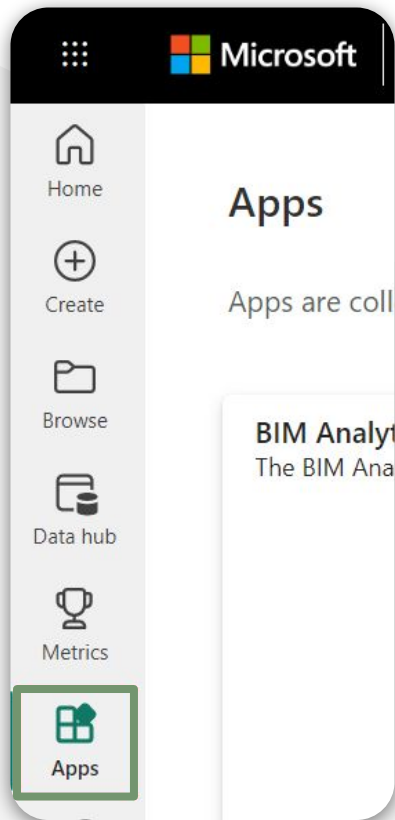 Microsoft
Home
Create
Browse
Data hub
Metrics
Apps
Apps
Apps are coll
BIM Analyt
The BIM Ana